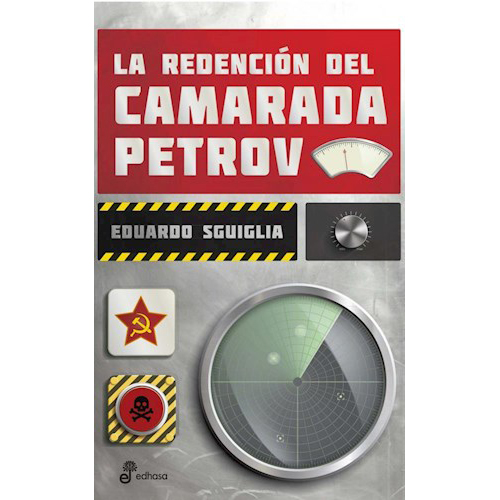 LA REDENCIÓN DEL
CAMARADA
PETROV
EDUARDO SGUIGLIA
edhasa